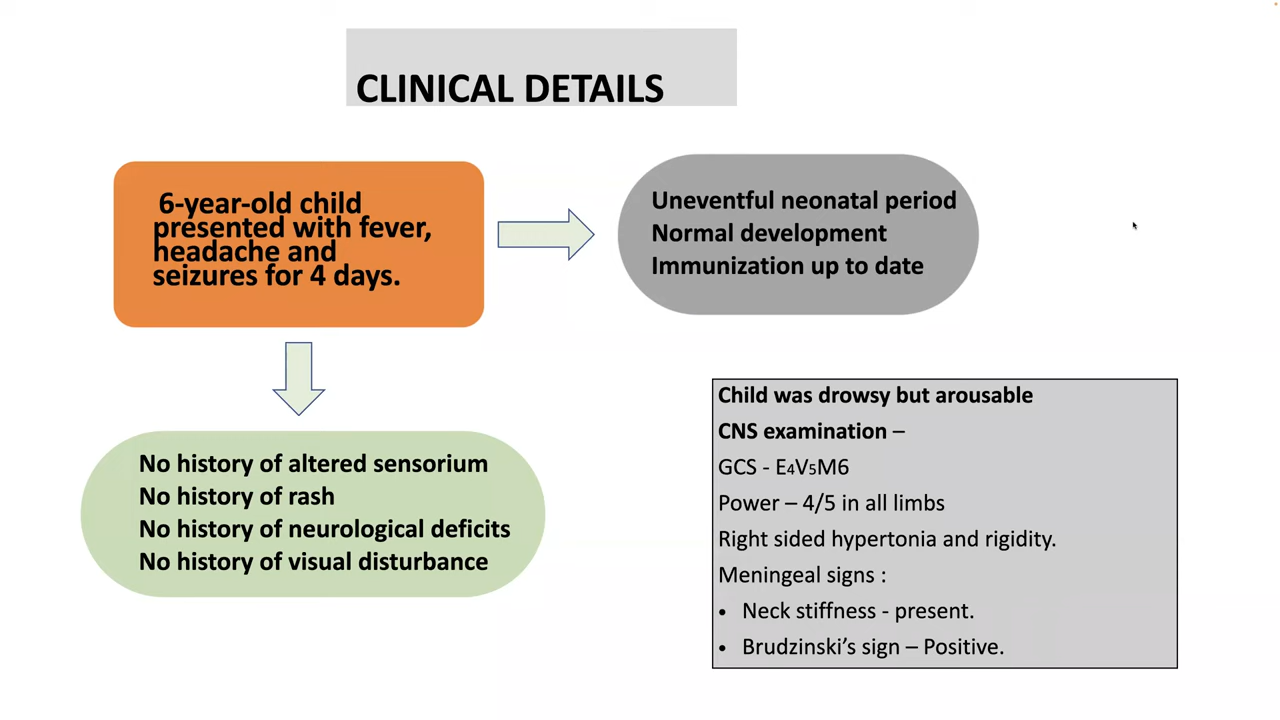 CLINICAL DETAILS
6-year-old child
presented with fever,
headache and
seizures for 4 days.
Uneventful neonatal period
Normal development
Immunization up to date
No history of altered sensorium
No history of rash
No history of neurological deficits
No history of visual disturbance
Child was drowsy but arousable
CNS examination –
GCS - E4V5M6
Power – 4/5 in all limbs
Right sided hypertonia and rigidity.
Meningeal signs :
• Neck stiffness - present.
• Brudzinski’s sign – Positive.